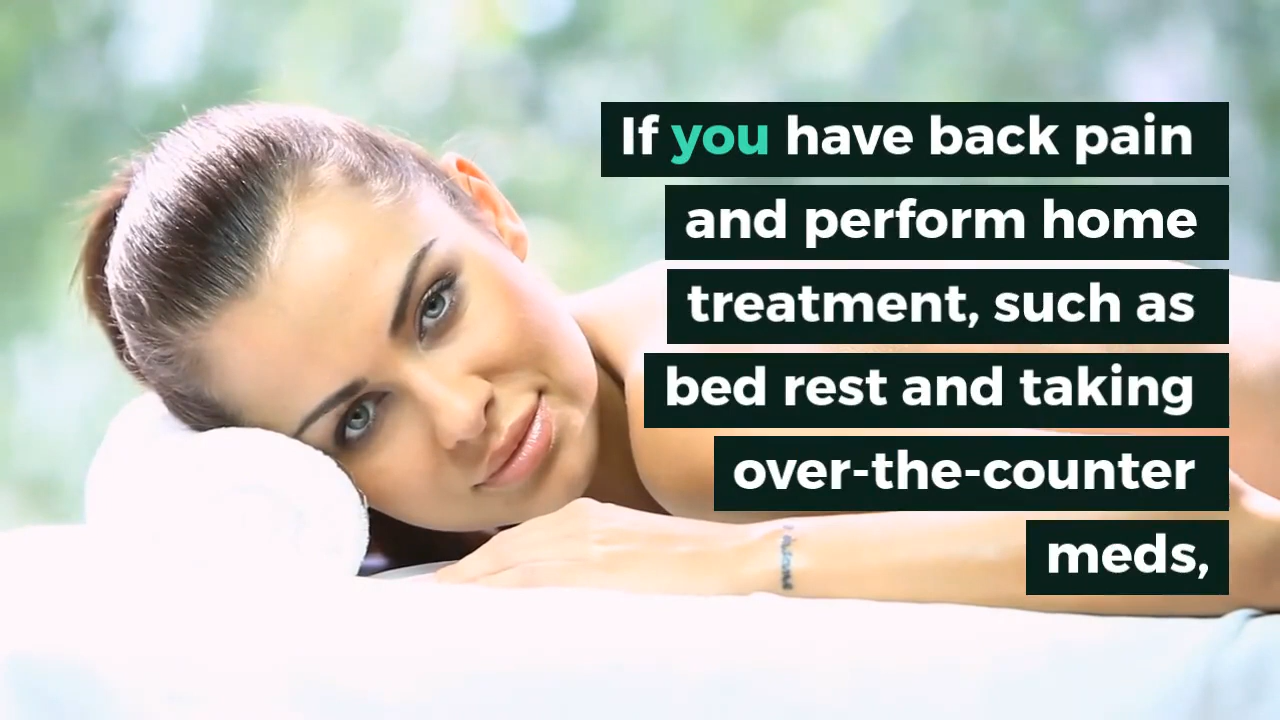 If you have back pain
and perform home
treatment, such as
bed rest and taking
over-the-counter
meds,